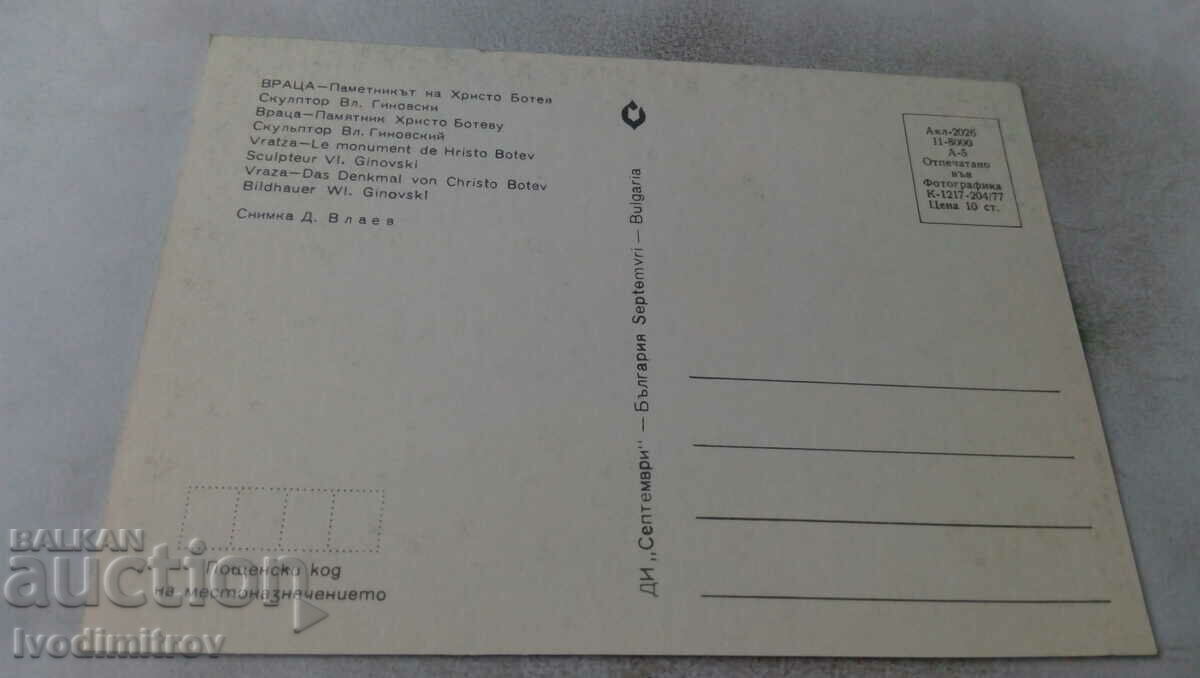 ВРАЦА—Паметникът на Христо Ботев
Скулптор Вл. Гиновски
Враца—Памятник Христо Ботеву
Скульптор Вл. Гиновский
Vratza—Le monument de Hristo Botev
Sculpteur Vl. Ginovski
Vraza—Das Denkmal von Christo Botev
Bildhauer Wl. Ginovski
Снимка Д. Влаев
Акл-2026
11-8000
А-5
Отпечатано
във
Фотографика
К-1217-204/77
Цена 10 ст.
ДИ „Септември" — България Septemvri — Bulgaria
Пощенски код
на местоназначението
BALKAN
auction
Ivodimitrov